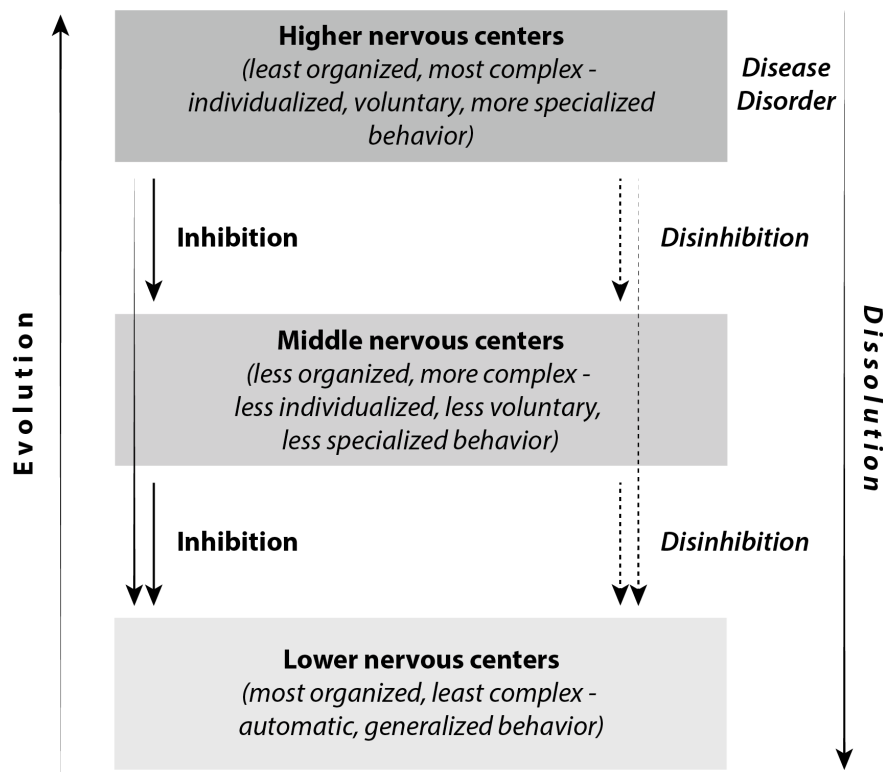 Higher nervous centers
(least organized, most complex -
individualized, voluntary, more specialized
behavior)
Disease
Disorder
Inhibition
Disinhibition
Evolution
Middle nervous centers
(less organized, more complex -
less individualized, less voluntary,
less specialized behavior)
Dissolution
Inhibition
Disinhibition
Lower nervous centers
(most organized, least complex -
automatic, generalized behavior)